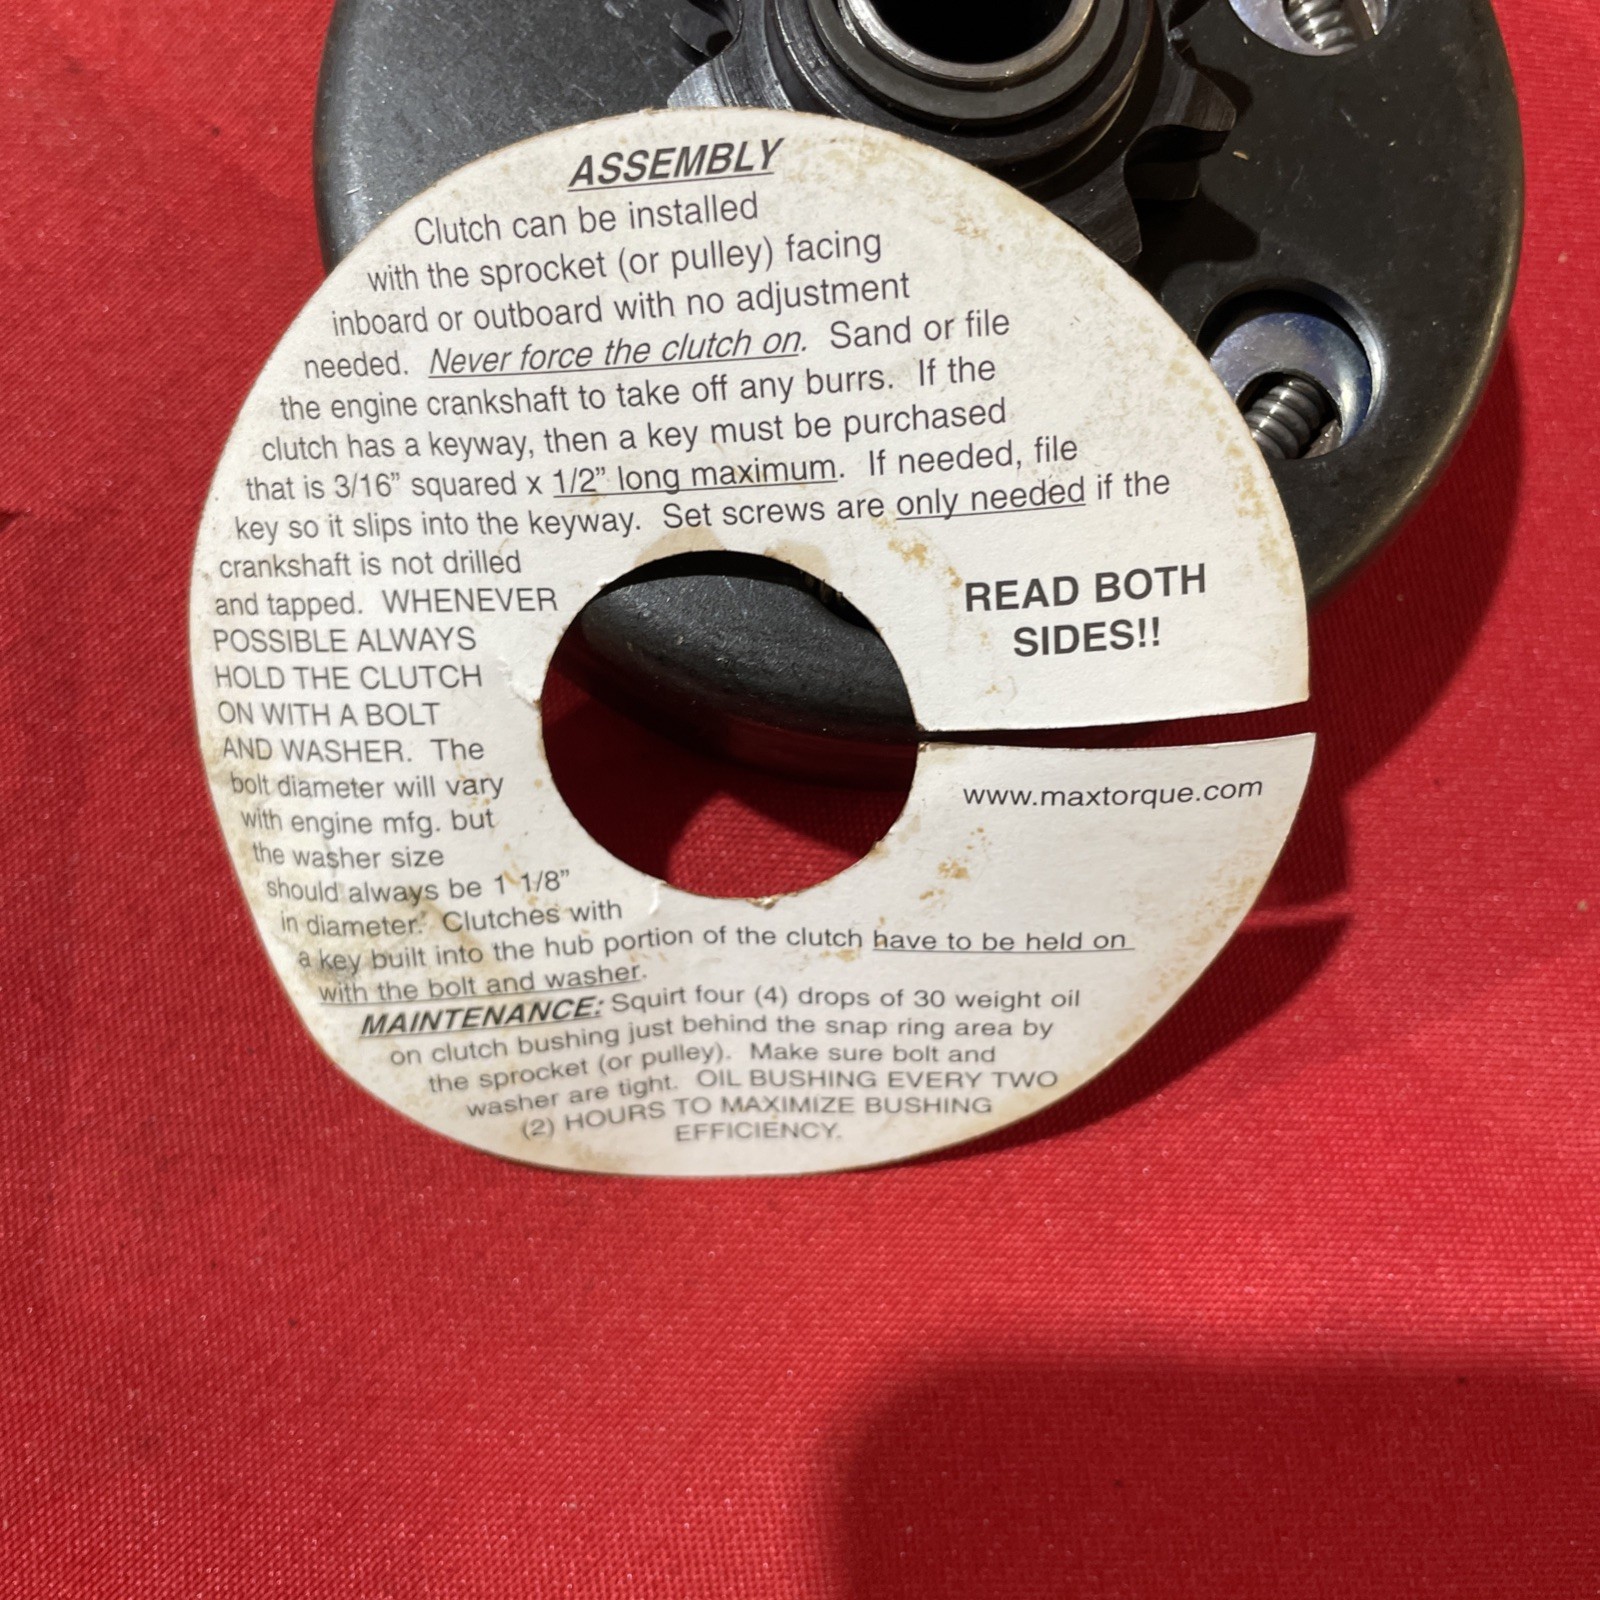 ASSEMBLY
Clutch can be installed
with the sprocket (or pulley) facing
inboard or outboard with no adjustment
needed. Never force the clutch on. Sand or file
the engine crankshaft to take off any burrs. If the
clutch has a keyway, then a key must be purchased
that is 3/16” squared x 1/2” long maximum. If needed, file
key so it slips into the keyway. Set screws are only needed if the
crankshaft is not drilled
and tapped. WHENEVER
POSSIBLE ALWAYS
HOLD THE CLUTCH
ON WITH A BOLT
AND WASHER. The
bolt diameter will vary
with engine mfg. but
the washer size
should always be 1 1/8”
in diameter. Clutches with
a key built into the hub portion of the clutch have to be held on
with the bolt and washer.
MAINTENANCE: Squirt four (4) drops of 30 weight oil
on clutch bushing just behind the snap ring area by
the sprocket (or pulley). Make sure bolt and
washer are tight. OIL BUSHING EVERY TWO
(2) HOURS TO MAXIMIZE BUSHING
EFFICIENCY.
READ BOTH
SIDES!!
www.maxtorque.com